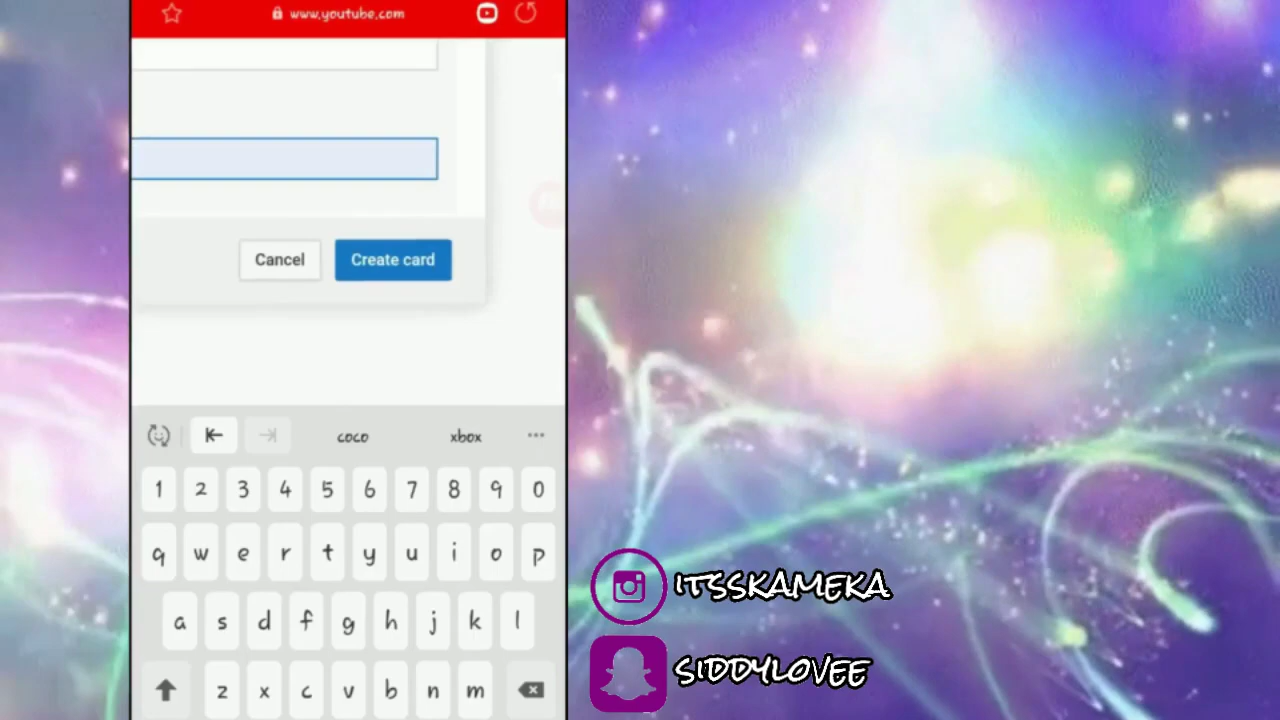 www.youtube.com
Cancel
Create card
coco
xbox
1 2 3 4 5 6 7 8 9 0
q w e r t y u i o p
a s d f g h j k l
z x c v b n m
ITSSKAMEKA
SIDDYLOVEE